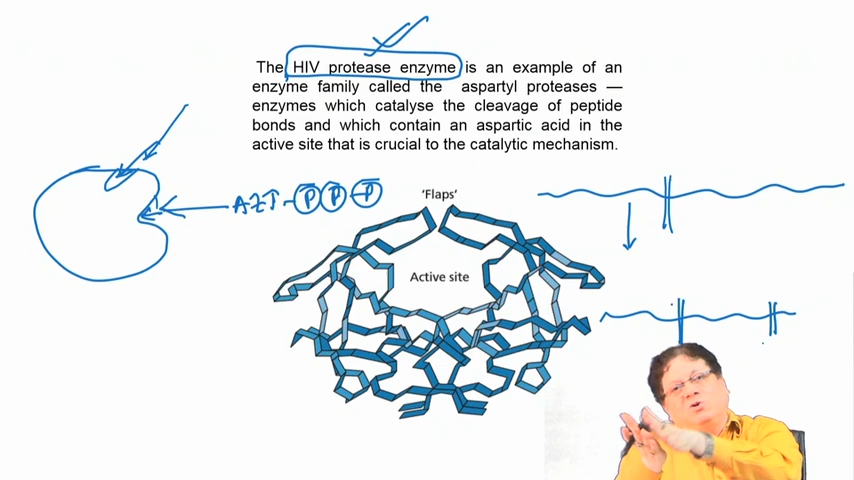 The HIV protease enzyme is an example of an
enzyme family called the aspartyl proteases —
enzymes which catalyse the cleavage of peptide
bonds and which contain an aspartic acid in the
active site that is crucial to the catalytic mechanism.
AZT-P P P
'Flaps'
Active site